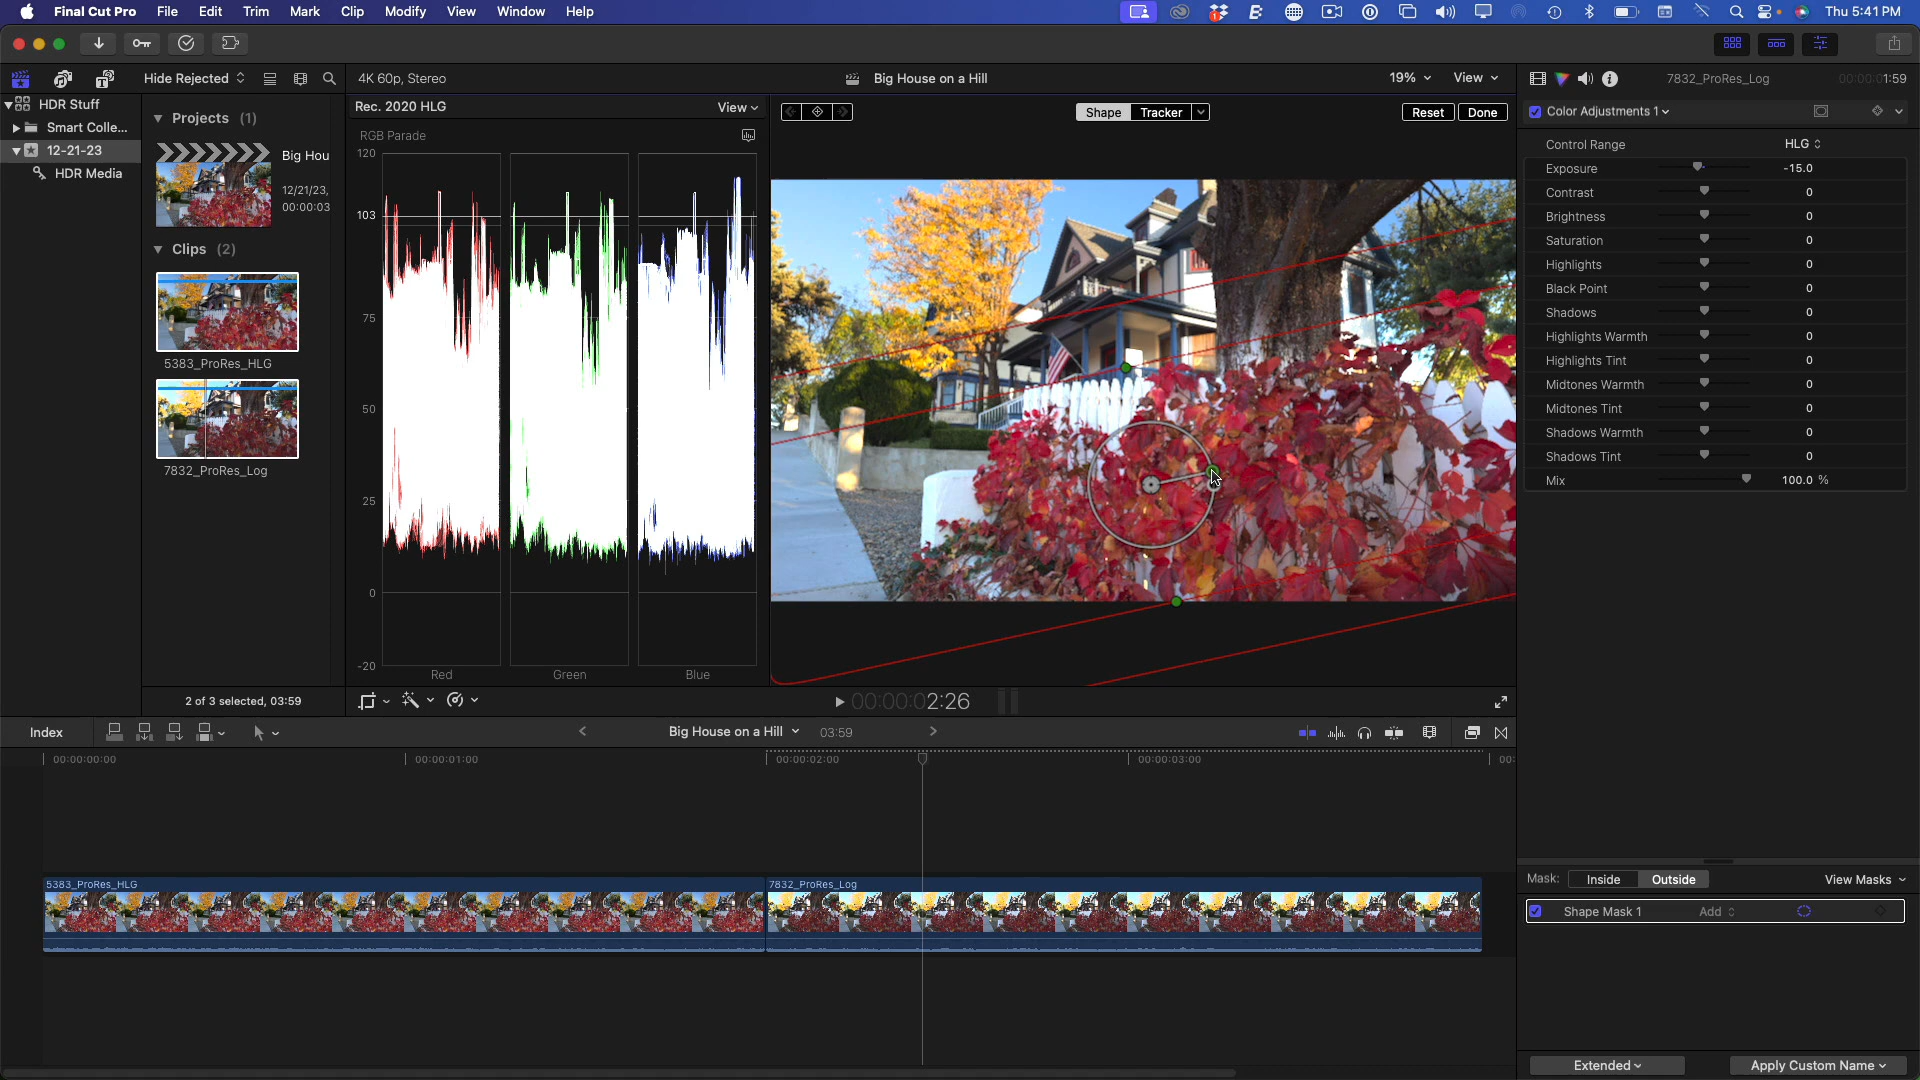 Final Cut Pro File Edit Trim Mark Clip Modify View Window Help
Thu 5:41 PM
Hide Rejected
4K 60p, Stereo
Big House on a Hill
19%
View
7832_ProRes_Log
00:00:01:59
HDR Stuff
Smart Colle...
12-21-23
HDR Media
Projects (1)
Big Hou
12/21/23,
00:00:03
Clips (2)
5383_ProRes_HLG
7832_ProRes_Log
2 of 3 selected, 03:59
Rec. 2020 HLG
View
RGB Parade
120
103
75
50
25
0
-20
Red
Green
Blue
Shape
Tracker
Reset
Done
00:00:02:26
Color Adjustments 1
Control Range HLG
Exposure -15.0
Contrast 0
Brightness 0
Saturation 0
Highlights 0
Black Point 0
Shadows 0
Highlights Warmth 0
Highlights Tint 0
Midtones Warmth 0
Midtones Tint 0
Shadows Warmth 0
Shadows Tint 0
Mix 100.0 %
Mask: Inside Outside
View Masks
Shape Mask 1
Add
Extended
Apply Custom Name
Index
Big House on a Hill
03:59
00:00:00:00
00:00:01:00
00:00:02:00
00:00:03:00
00:
5383_ProRes_HLG
7832_ProRes_Log